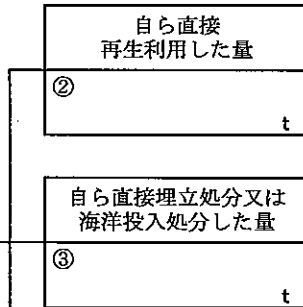 自ら直接
再生利用した量
②
t
自ら直接埋立処分又は
海洋投入処分した量
③
t